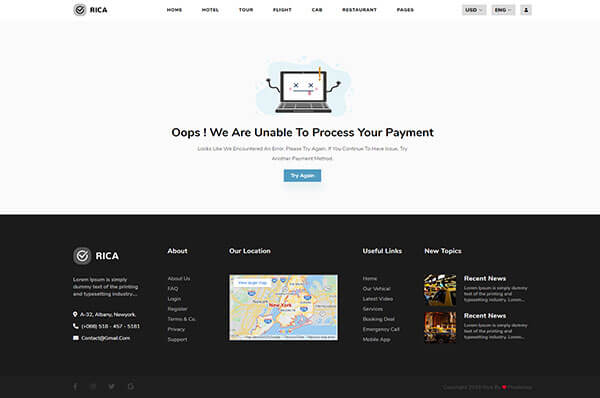 RICA
HOME HOTEL TOUR FLIGHT CAB RESTAURANT PAGES
USD ENG
Oops ! We Are Unable To Process Your Payment
Looks Like We Encountered An Error. Please Try Again. If You Continue To Have Issue, Try
Another Payment Method.
Try Again
RICA
Lorem Ipsum is simply
dummy text of the printing
and typesetting industry...
A-32, Albany, Newyork.
(+088) 518 - 457 - 5181
Contact@Gmail.Com
About
About Us
FAQ
Login
Register
Terms & Co.
Privacy
Support
Our Location
View larger map
New York
Useful Links
Home
Our Vehical
Latest Video
Services
Booking Deal
Emergency Call
Mobile App
New Topics
Recent News
Lorem Ipsum is simply dummy
text of the printing and
typesetting industry. Lorem...
Recent News
Lorem Ipsum is simply dummy
text of the printing and
typesetting industry. Lorem...